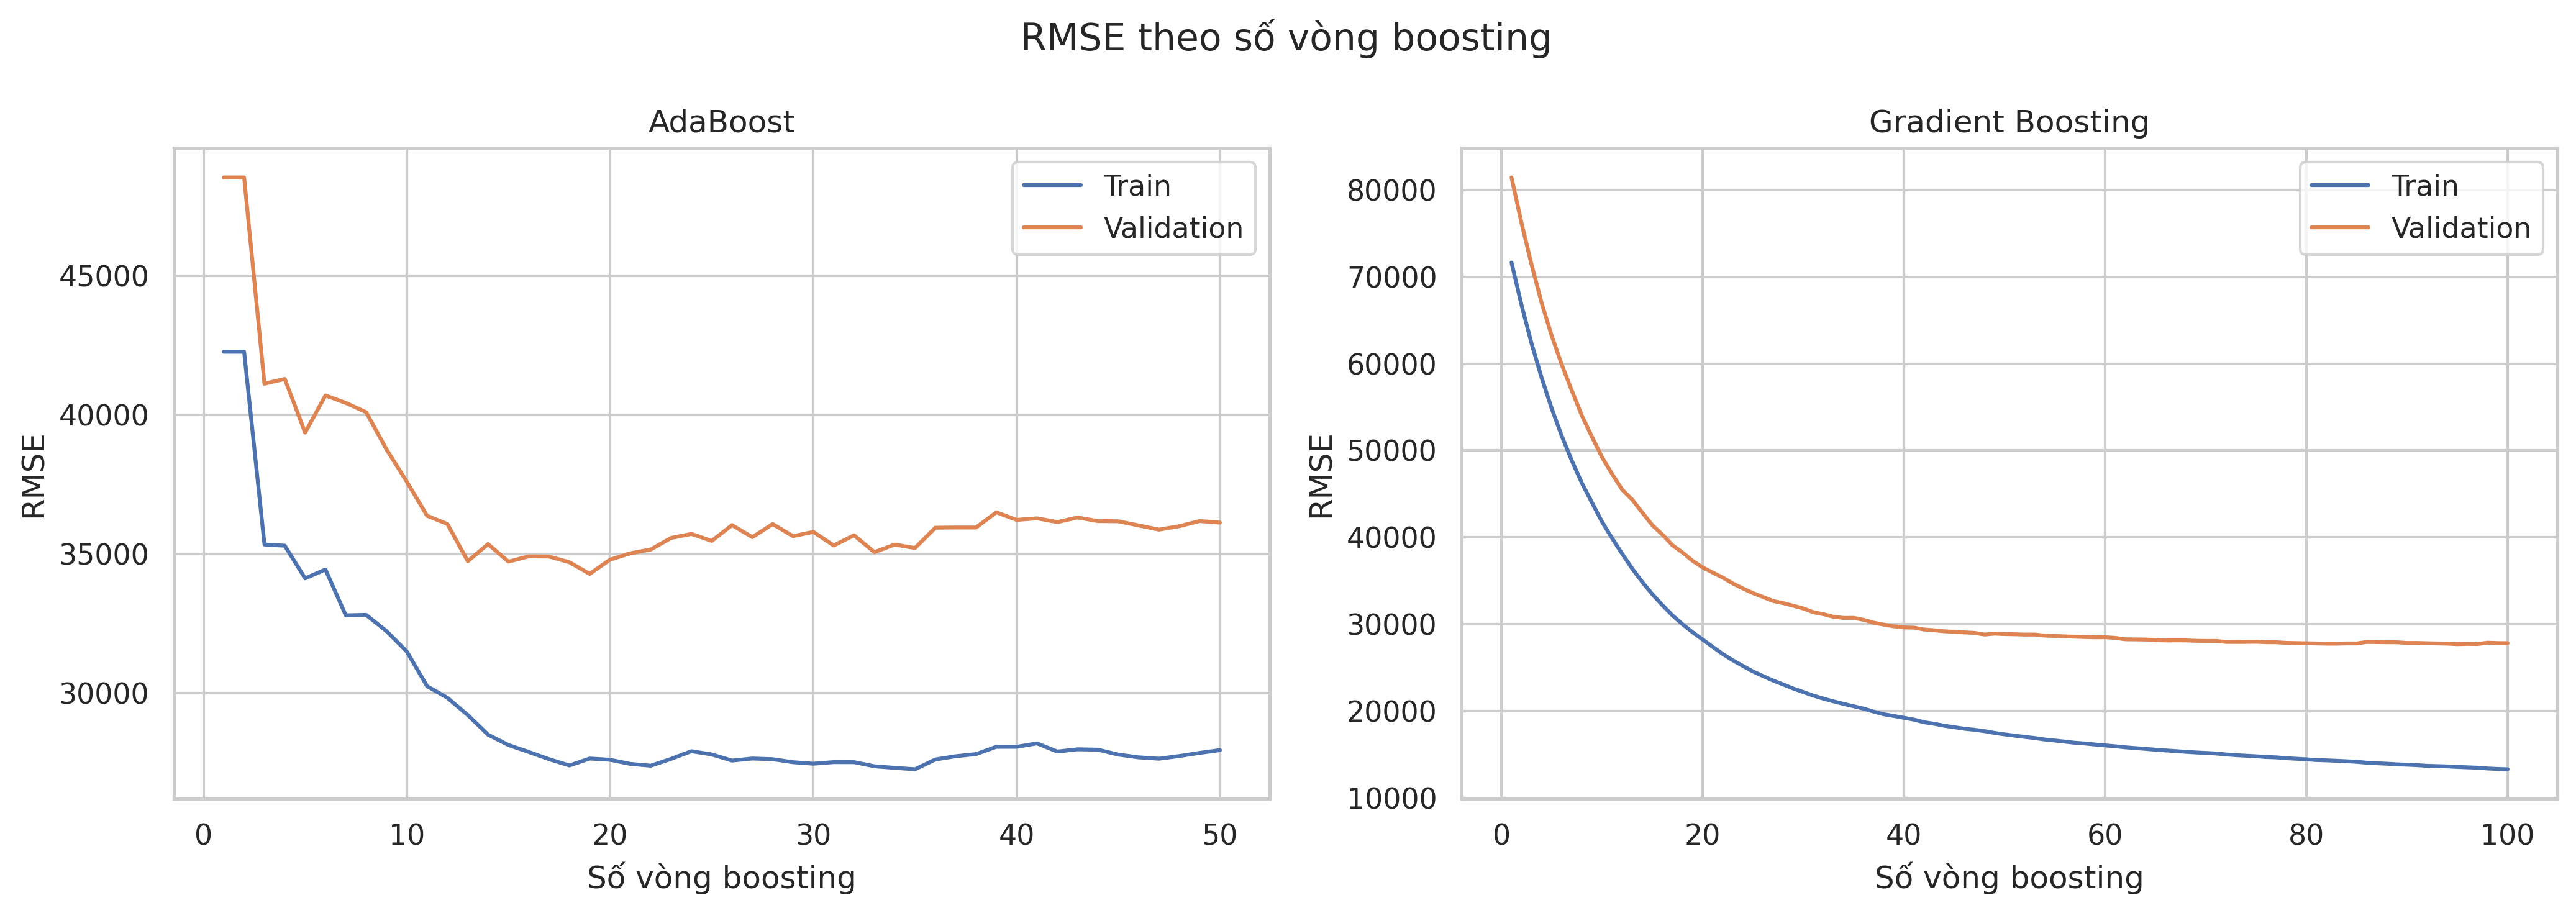 RMSE theo số vòng boosting
AdaBoost
RMSE
45000
40000
35000
30000
0 10 20 30 40 50
Số vòng boosting
Train
Validation
Gradient Boosting
RMSE
80000
70000
60000
50000
40000
30000
20000
10000
0 20 40 60 80 100
Số vòng boosting
Train
Validation